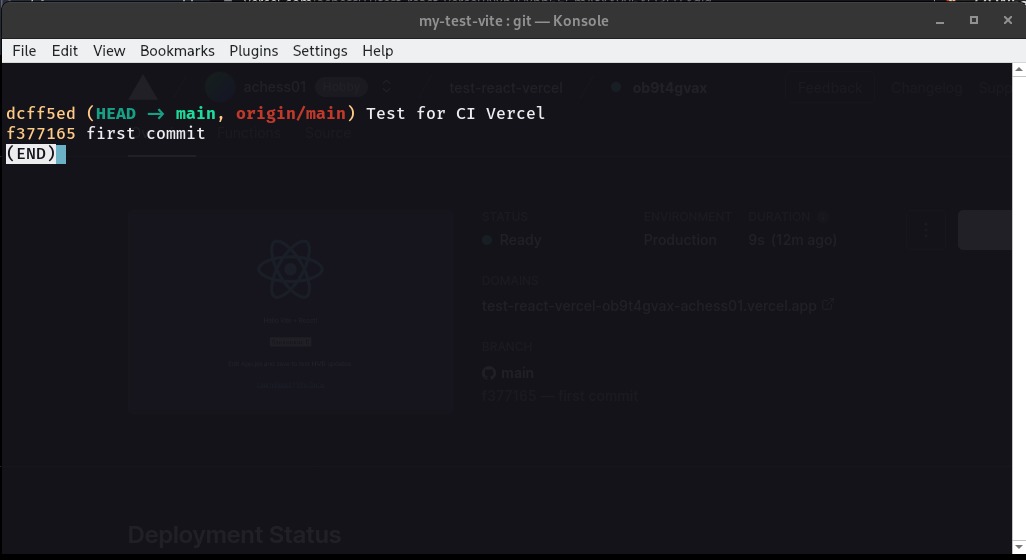 my-test-vite : git — Konsole
File Edit View Bookmarks Plugins Settings Help
achess01 Hobby test-react-vercel ob9t4gvax Feedback Changelog Supp
dcff5ed (HEAD -> main, origin/main) Test for CI Vercel
f377165 first commit
Functions Source
(END)
STATUS ENVIRONMENT DURATION
Ready Production 9s (12m ago)
DOMAINS
test-react-vercel-ob9t4gvax-achess01.vercel.app
BRANCH
main
f377165 — first commit
Deployment Status